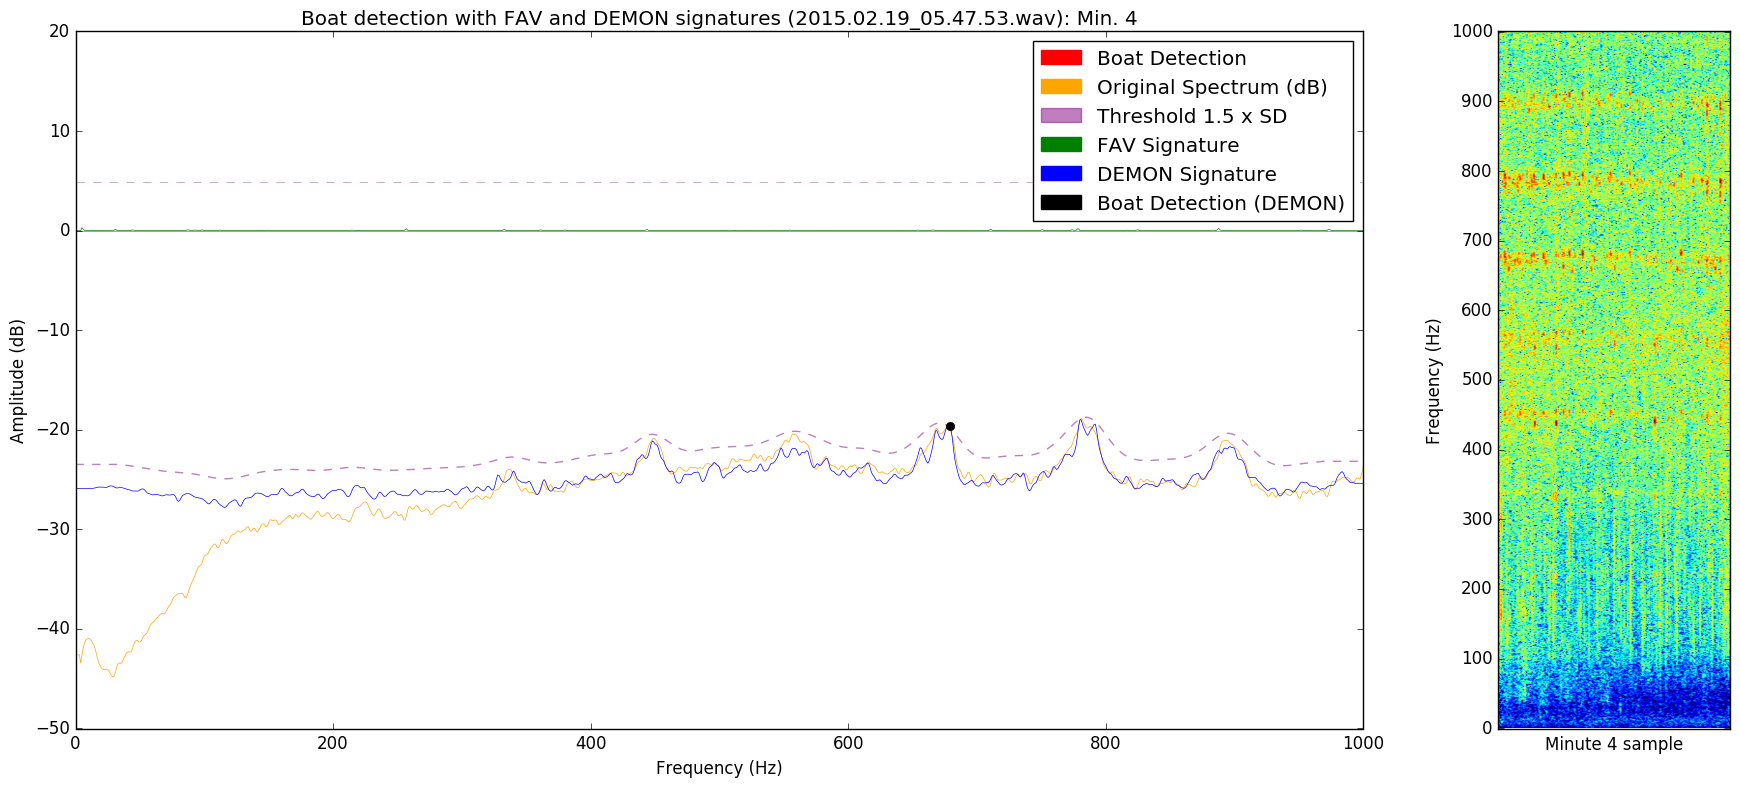 Boat detection with FAV and DEMON signatures (2015.02.19_05.47.53.wav): Min. 4
20
10
0
−10
−20
−30
−40
−50
Amplitude (dB)
0
200
400
600
800
1000
Frequency (Hz)
Boat Detection
Original Spectrum (dB)
Threshold 1.5 x SD
FAV Signature
DEMON Signature
Boat Detection (DEMON)
1000
900
800
700
600
500
400
300
200
100
0
Frequency (Hz)
Minute 4 sample